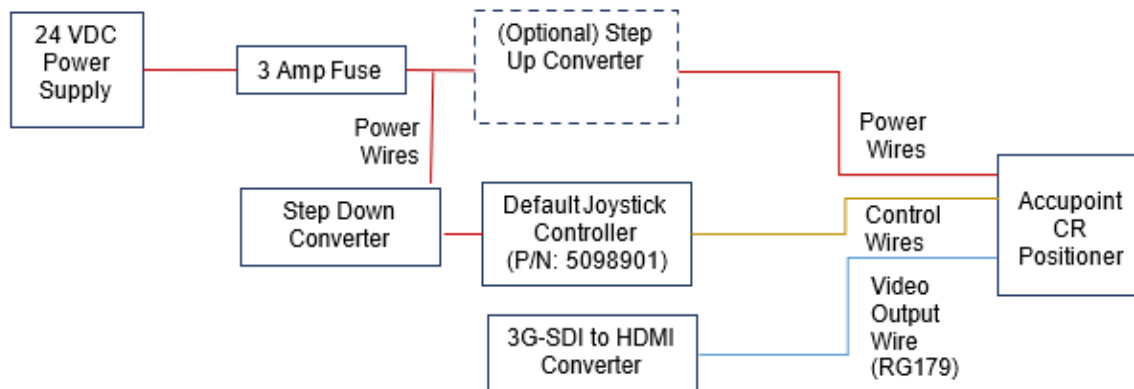 24 VDC
Power
Supply
3 Amp Fuse
(Optional) Step
Up Converter
Power
Wires
Power
Wires
Step Down
Converter
Default Joystick
Controller
(P/N: 5098901)
Control
Wires
Accupoint
CR
Positioner
3G-SDI to HDMI
Converter
Video
Output
Wire
(RG179)